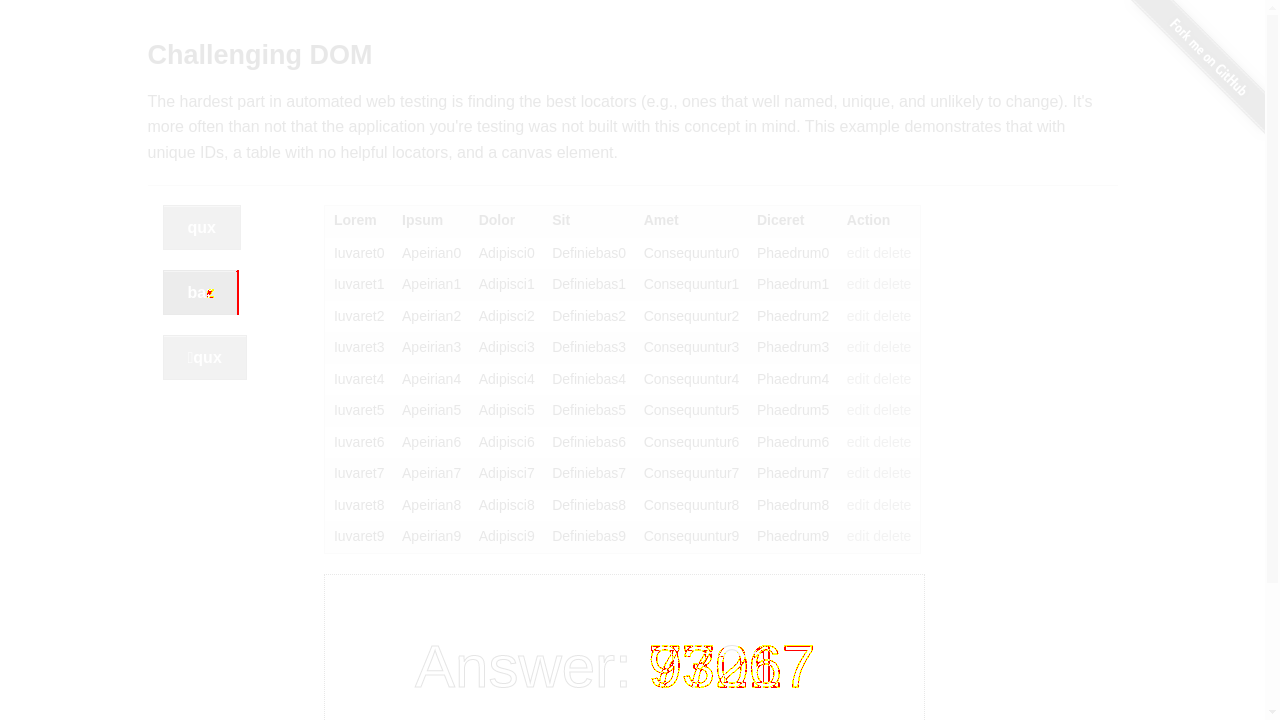 Fork me on GitHub
Challenging DOM
The hardest part in automated web testing is finding the best locators (e.g., ones that well named, unique, and unlikely to change). It's
more often than not that the application you're testing was not built with this concept in mind. This example demonstrates that with
unique IDs, a table with no helpful locators, and a canvas element.
qux
qux
Lorem Ipsum Dolor Sit Amet Diceret Action
Iuvaret0 Apeirian0 Adipisci0 Definiebas0 Consequuntur0 Phaedrum0 edit delete
Iuvaret1 Apeirian1 Adipisci1 Definiebas1 Consequuntur1 Phaedrum1 edit delete
Iuvaret2 Apeirian2 Adipisci2 Definiebas2 Consequuntur2 Phaedrum2 edit delete
Iuvaret3 Apeirian3 Adipisci3 Definiebas3 Consequuntur3 Phaedrum3 edit delete
Iuvaret4 Apeirian4 Adipisci4 Definiebas4 Consequuntur4 Phaedrum4 edit delete
Iuvaret5 Apeirian5 Adipisci5 Definiebas5 Consequuntur5 Phaedrum5 edit delete
Iuvaret6 Apeirian6 Adipisci6 Definiebas6 Consequuntur6 Phaedrum6 edit delete
Iuvaret7 Apeirian7 Adipisci7 Definiebas7 Consequuntur7 Phaedrum7 edit delete
Iuvaret8 Apeirian8 Adipisci8 Definiebas8 Consequuntur8 Phaedrum8 edit delete
Iuvaret9 Apeirian9 Adipisci9 Definiebas9 Consequuntur9 Phaedrum9 edit delete
Answer: